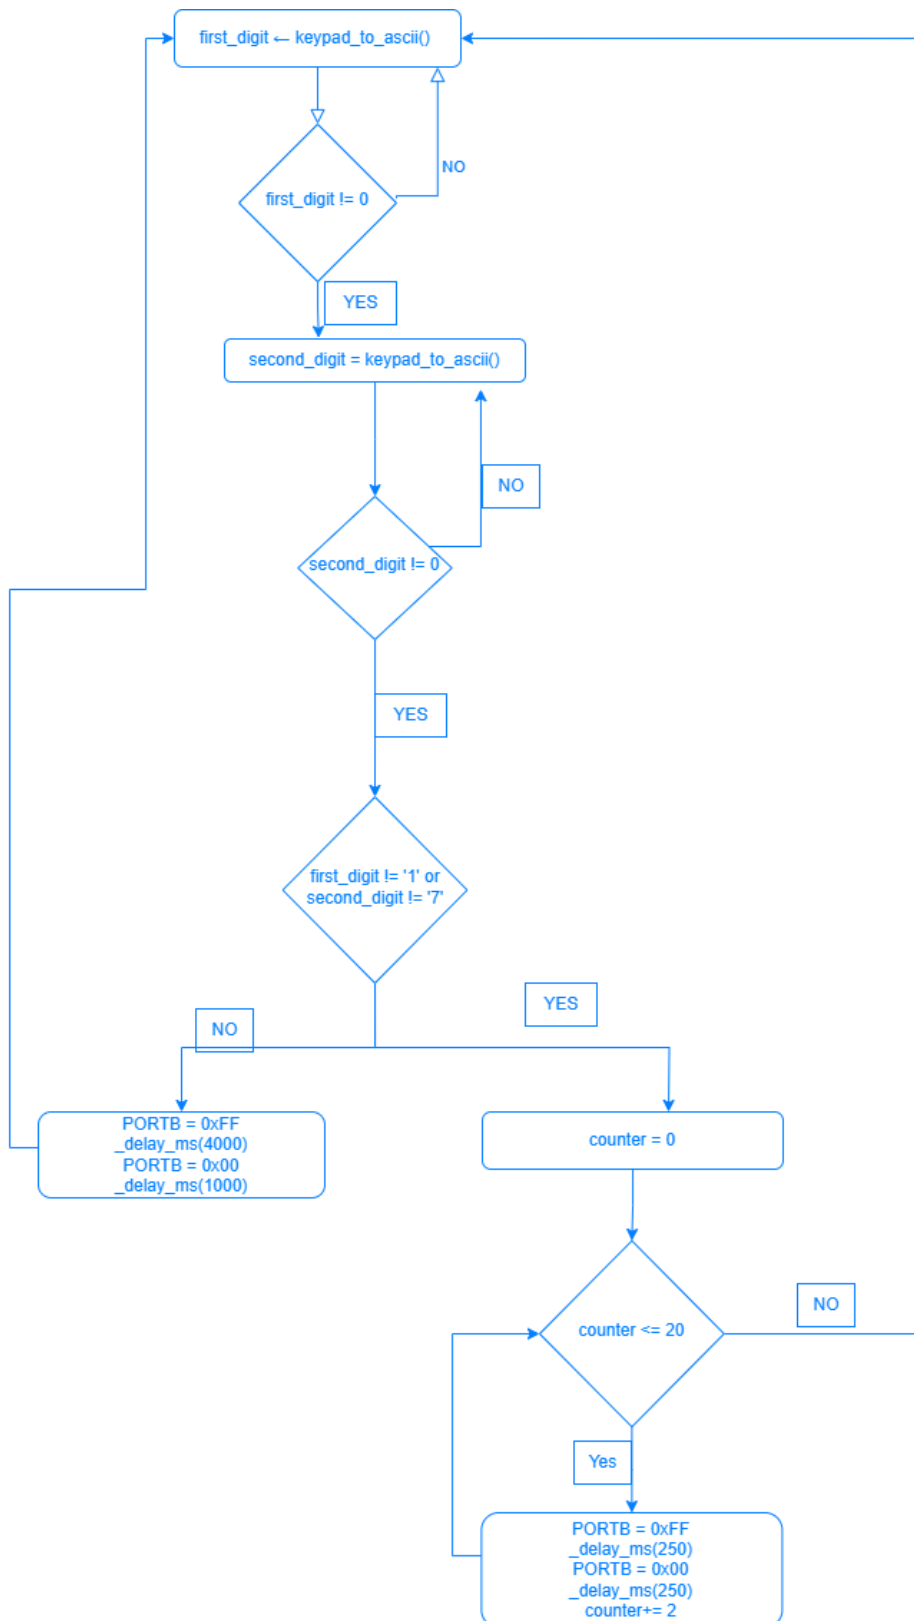 first_digit ← keypad_to_ascii()
NO
first_digit != 0
YES
second_digit = keypad_to_ascii()
NO
second_digit != 0
YES
first_digit != '1' or
second_digit != '7'
YES
NO
PORTB = 0xFF
_delay_ms(4000)
PORTB = 0x00
_delay_ms(1000)
counter = 0
NO
counter <= 20
Yes
PORTB = 0xFF
_delay_ms(250)
PORTB = 0x00
_delay_ms(250)
counter+= 2